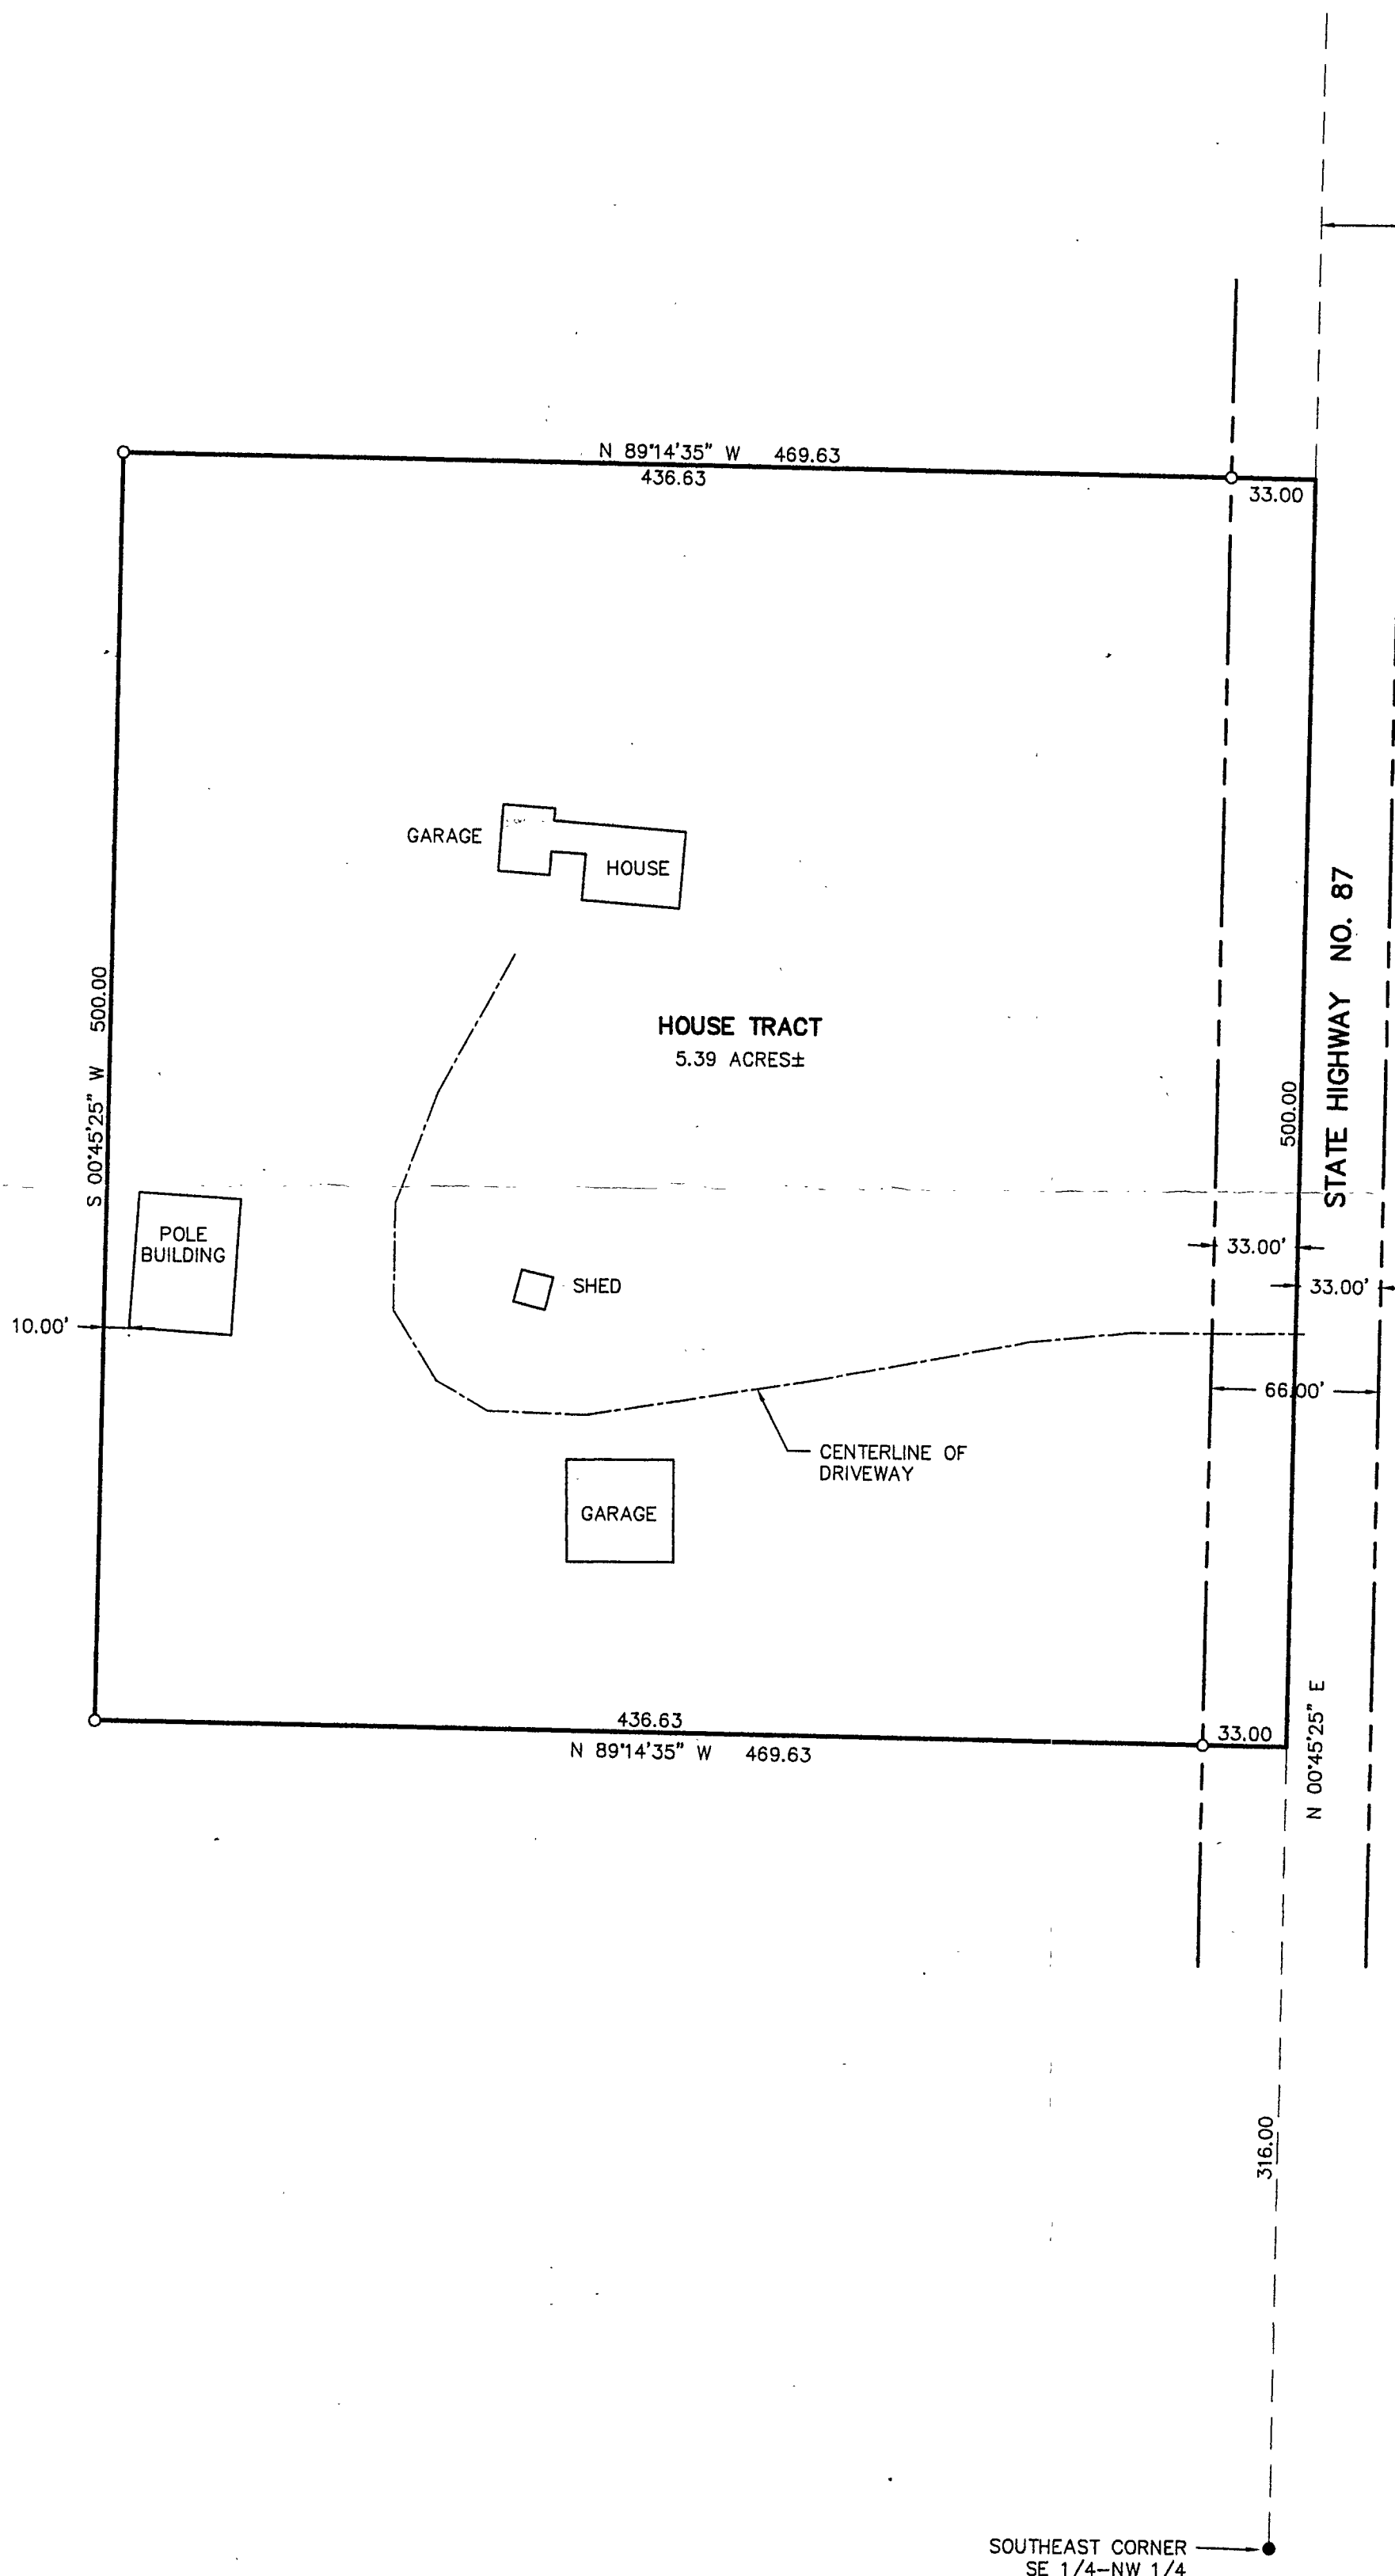 N 89°14'35" W 469.63
436.63
33.00
GARAGE
HOUSE
STATE HIGHWAY NO. 87
S 00°45'25" W 500.00
HOUSE TRACT
5.39 ACRES±
500.00
POLE
BUILDING
33.00'
SHED
33.00'
10.00'
66.00'
CENTERLINE OF
DRIVEWAY
GARAGE
N 00°45'25" E
436.63
33.00
N 89°14'35" W 469.63
316.00
SOUTHEAST CORNER
SE 1/4-NW 1/4